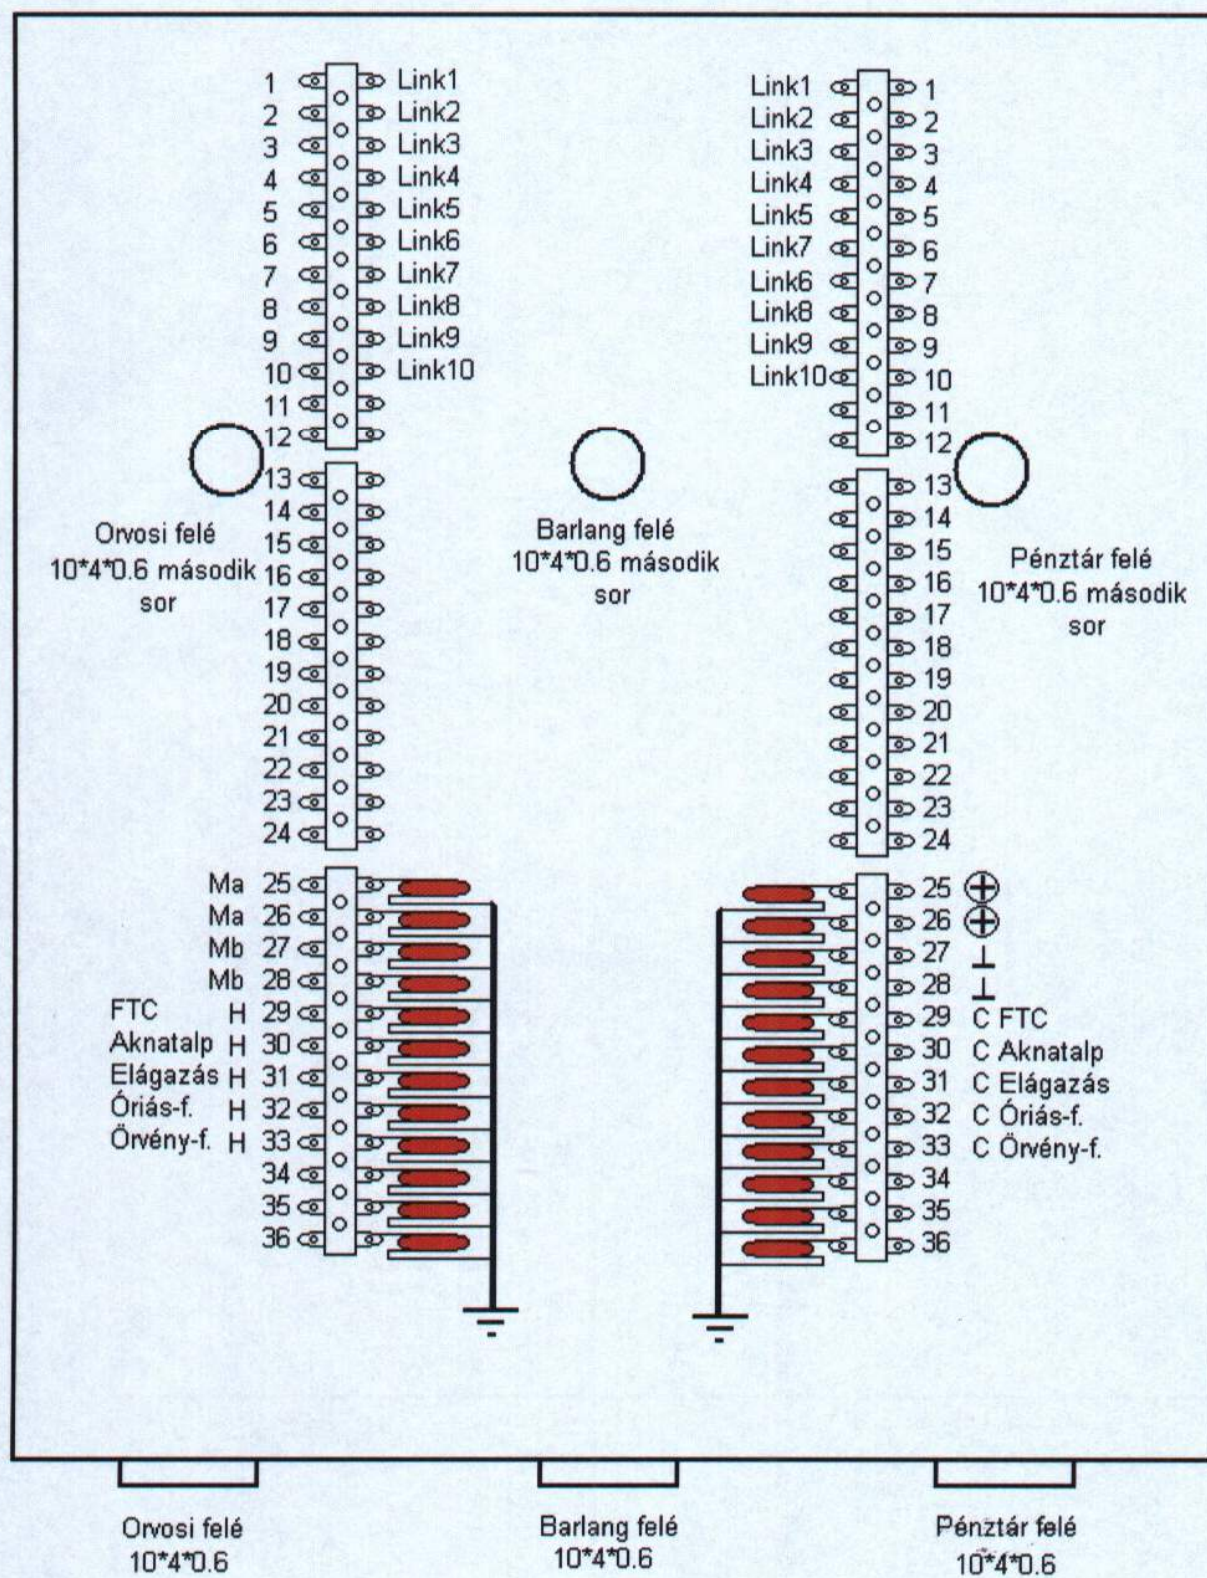 1 Link1
2 Link2
3 Link3
4 Link4
5 Link5
6 Link6
7 Link7
8 Link8
9 Link9
10 Link10
11
12
13
14
15
16
17
18
19
20
21
22
23
24
Ma 25
Ma 26
Mb 27
Mb 28
FTC H 29
Aknatalp H 30
Elágazás H 31
Óriás-f. H 32
Örvény-f. H 33
34
35
36
Orvosi felé
10*4*0.6 második
sor
Barlang felé
10*4*0.6 második
sor
Link1 1
Link2 2
Link3 3
Link4 4
Link5 5
Link7 6
Link6 7
Link8 8
Link9 9
Link10 10
11
12
13
14
15
16
17
18
19
20
21
22
23
24
25
26
27
28
29 C FTC
30 C Aknatalp
31 C Elágazás
32 C Óriás-f.
33 C Örvény-f.
34
35
36
Pénztár felé
10*4*0.6 második
sor
Orvosi felé
10*4*0.6
Barlang felé
10*4*0.6
Pénztár felé
10*4*0.6